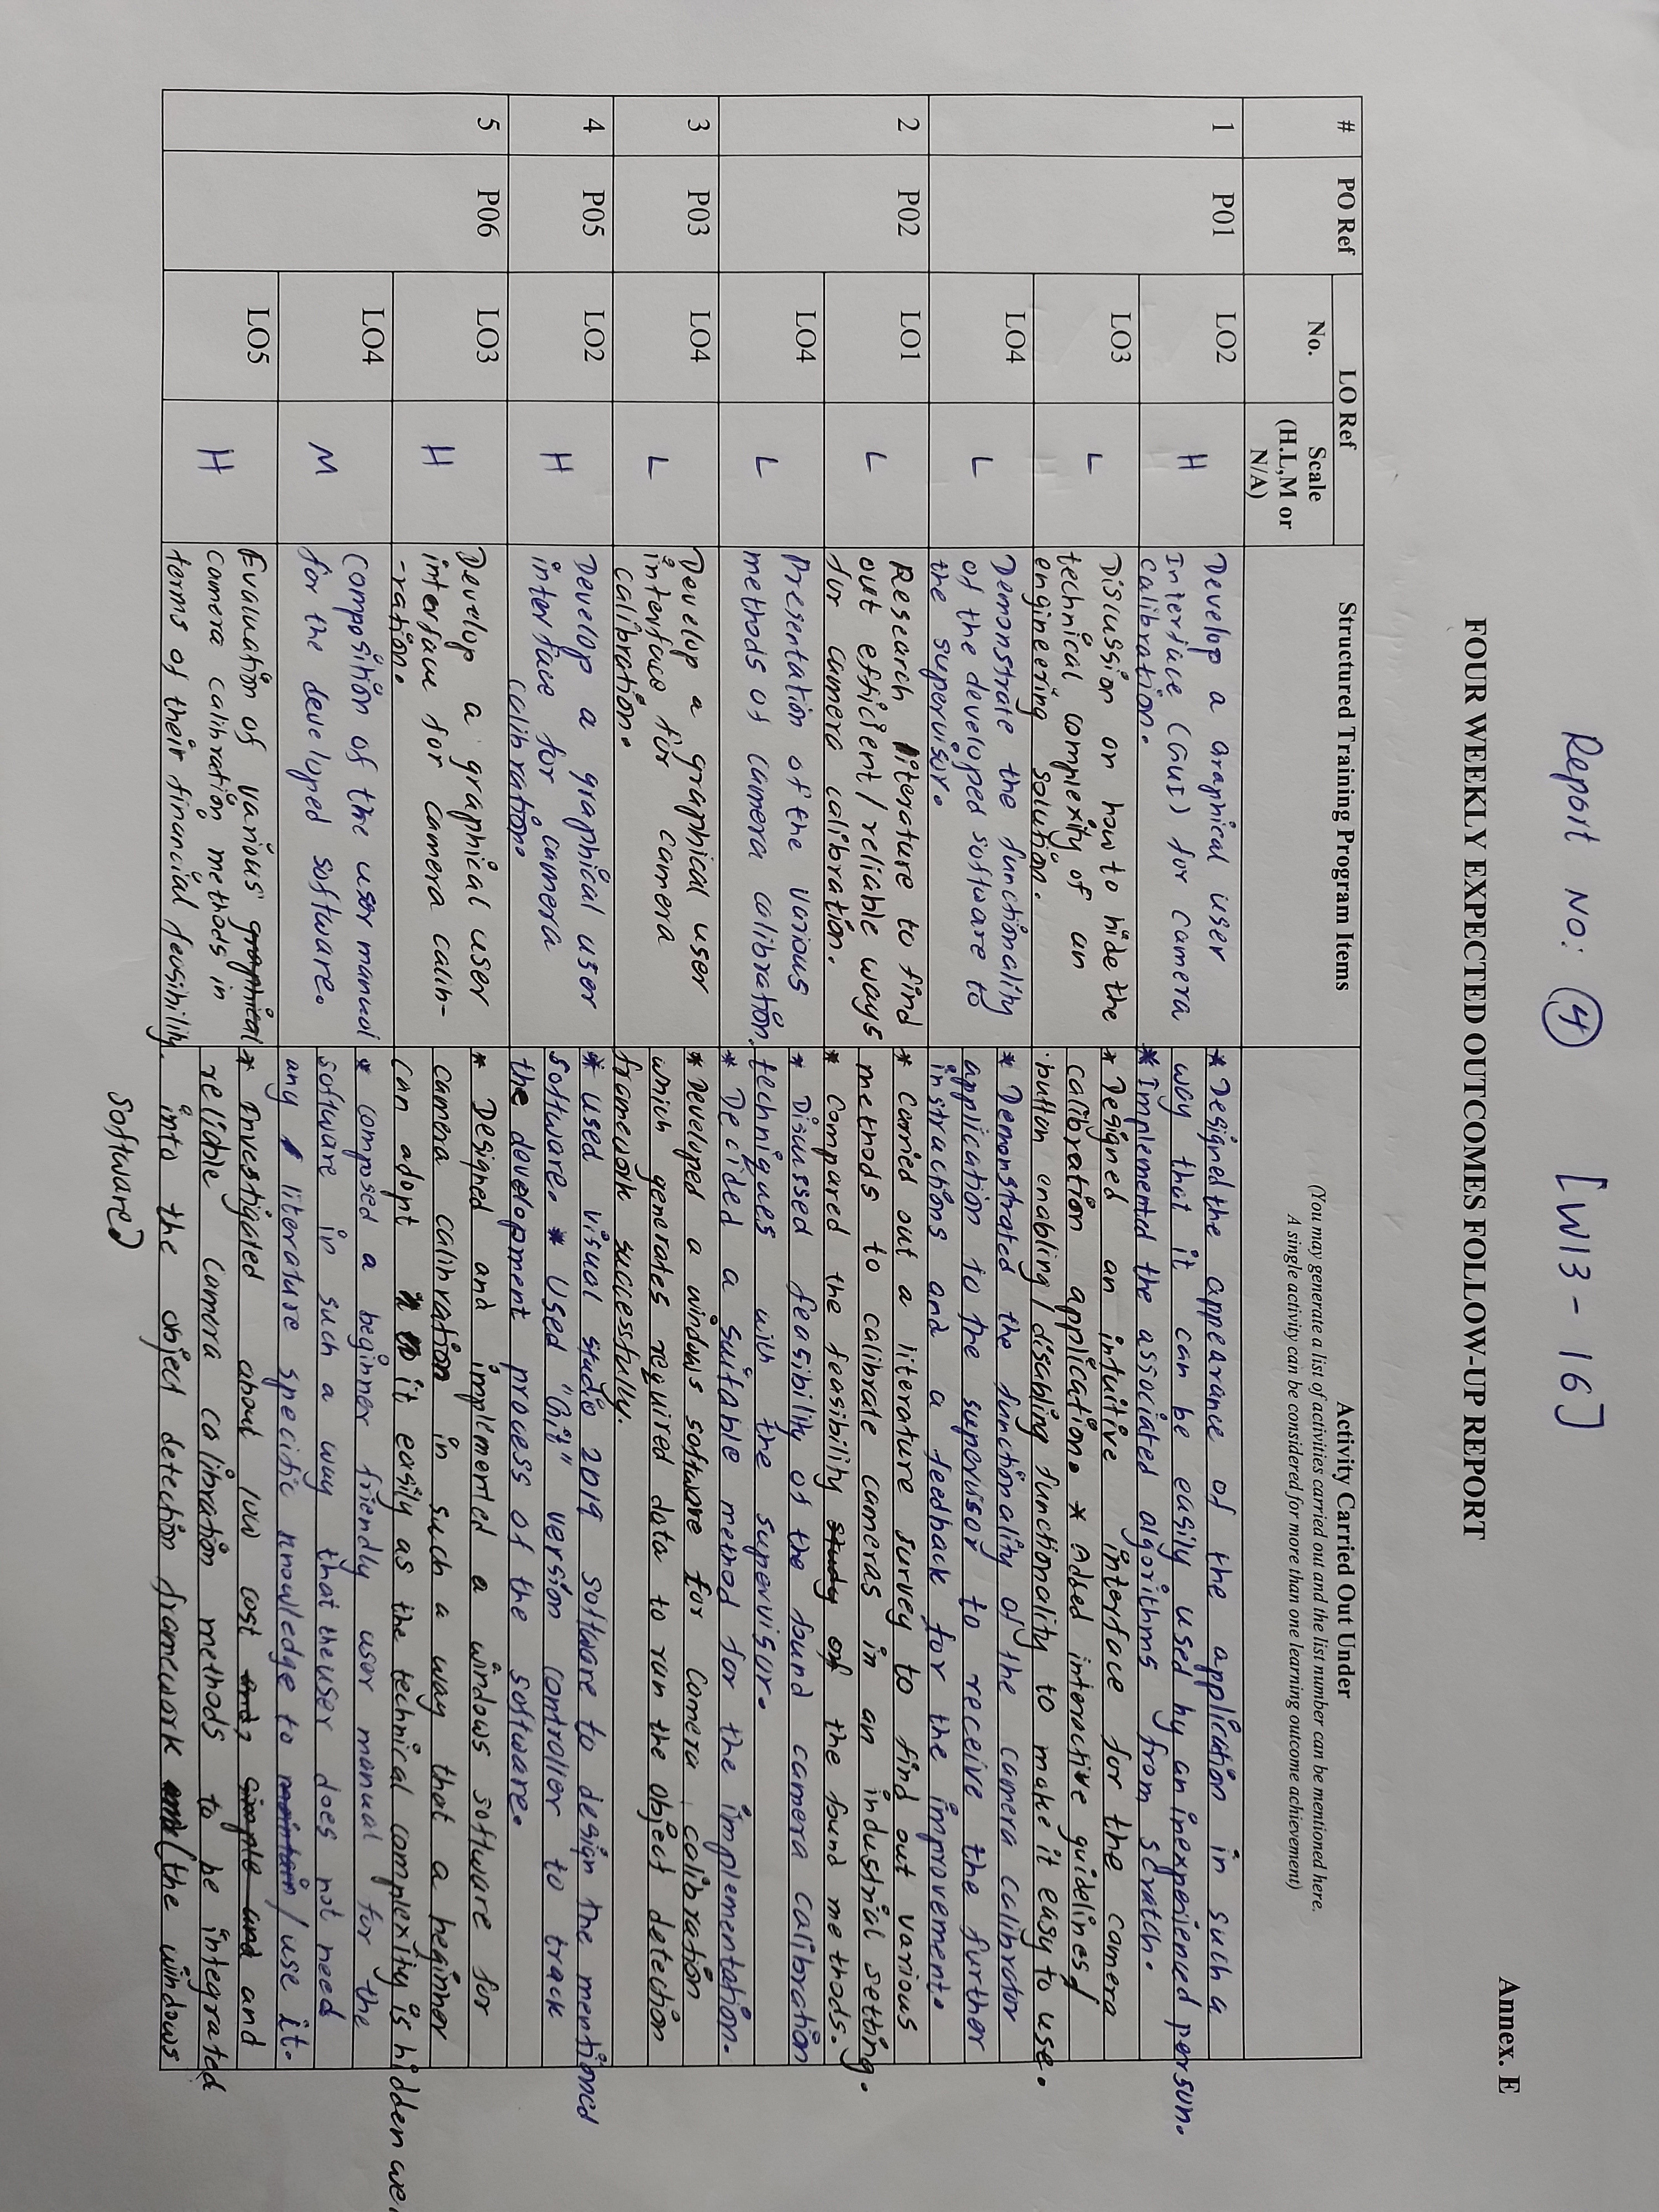 Report No: 4 [W13 - 16]
Annex. E
FOUR WEEKLY EXPECTED OUTCOMES FOLLOW-UP REPORT
#
PO Ref
LO Ref
No.
Scale
(H.L,M or
N/A)
Structured Training Program Items
Activity Carried Out Under
(You may generate a list of activities carried out and the list number can be mentioned here.
A single activity can be considered for more than one learning outcome achievement)
1
P01
LO2
H
Develop a Graphical user
Interface (GUI) for camera
calibration.
* Designed the appearance of the application in such a
way that it can be easily used by an inexperienced person.
* Implemented the associated algorithms from scratch.
LO3
L
Disussion on how to hide the
technical complexity of an
engineering solution.
* Designed an intuitive interface for the camera
calibration application. * Added interactive guidelines/
button enabling/disabling functionality to make it easy to use.
LO4
L
Demonstrate the functionality
of the developed software to
the supervisor.
* Demonstrated the functionality of the camera calibrator
application to the supervisor to receive the further
instractions and a feedback for the improvement.
2
P02
LO1
L
Research literature to find
out efficient / reliable ways
for camera calibration.
* Carried out a literature survey to find out various
methods to calibrate cameras in an industrial setting.
* Compared the feasibility study of the found methods.
LO4
L
Presentation of the various
methods of camera calibration.
* Disussed feasibility of the found camera calibration
techniques with the supervisor.
* Decided a suitable method for the implementation.
3
P03
LO4
L
Develop a graphical user
interface for camera
calibration.
* Developed a windows software for camera calibration
which generates required data to run the object detection
framework successfully.
4
P05
LO2
H
Develop a graphical user
interface for camera
calibration.
* used visual studio 2019 software to design the mentioned
software. * Used "Git" version controller to track
the development process of the software.
5
P06
LO3
H
Develop a graphical user
interface for camera calib-
-ration.
* Designed and implemented a windows software for
camera calibration in such a way that a beginner
can adopt it easily as the technical complexity is hidden
LO4
M
Composition of the user manual
for the developed software.
* composed a beginner friendly user manual for the
software in such a way that the user does not need
any literature specific knowledge to maintain/use it.
LO5
H
Evaluation of various graphical
camera calibration methods in
terms of their financial feasibility.
* Investigated about low cost simple and and
relible camera calibration methods to be integrated
into the object detection framework (the windows
software)